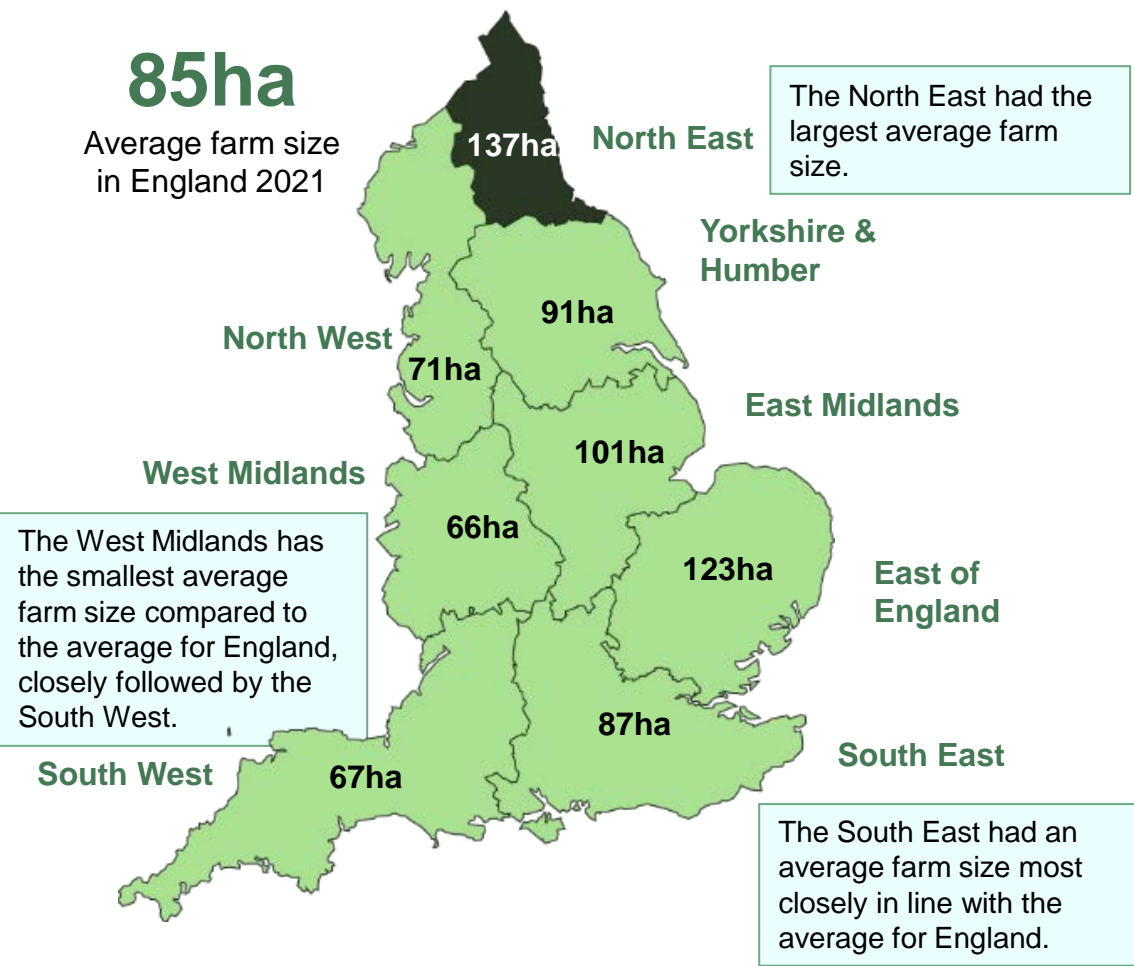 85ha
Average farm size
in England 2021
137ha
North East
The North East had the
largest average farm
size.
Yorkshire &
Humber
91ha
North West
71ha
East Midlands
101ha
West Midlands
66ha
The West Midlands has
the smallest average
farm size compared to
the average for England,
closely followed by the
South West.
123ha
East of
England
87ha
South East
South West
67ha
The South East had an
average farm size most
closely in line with the
average for England.